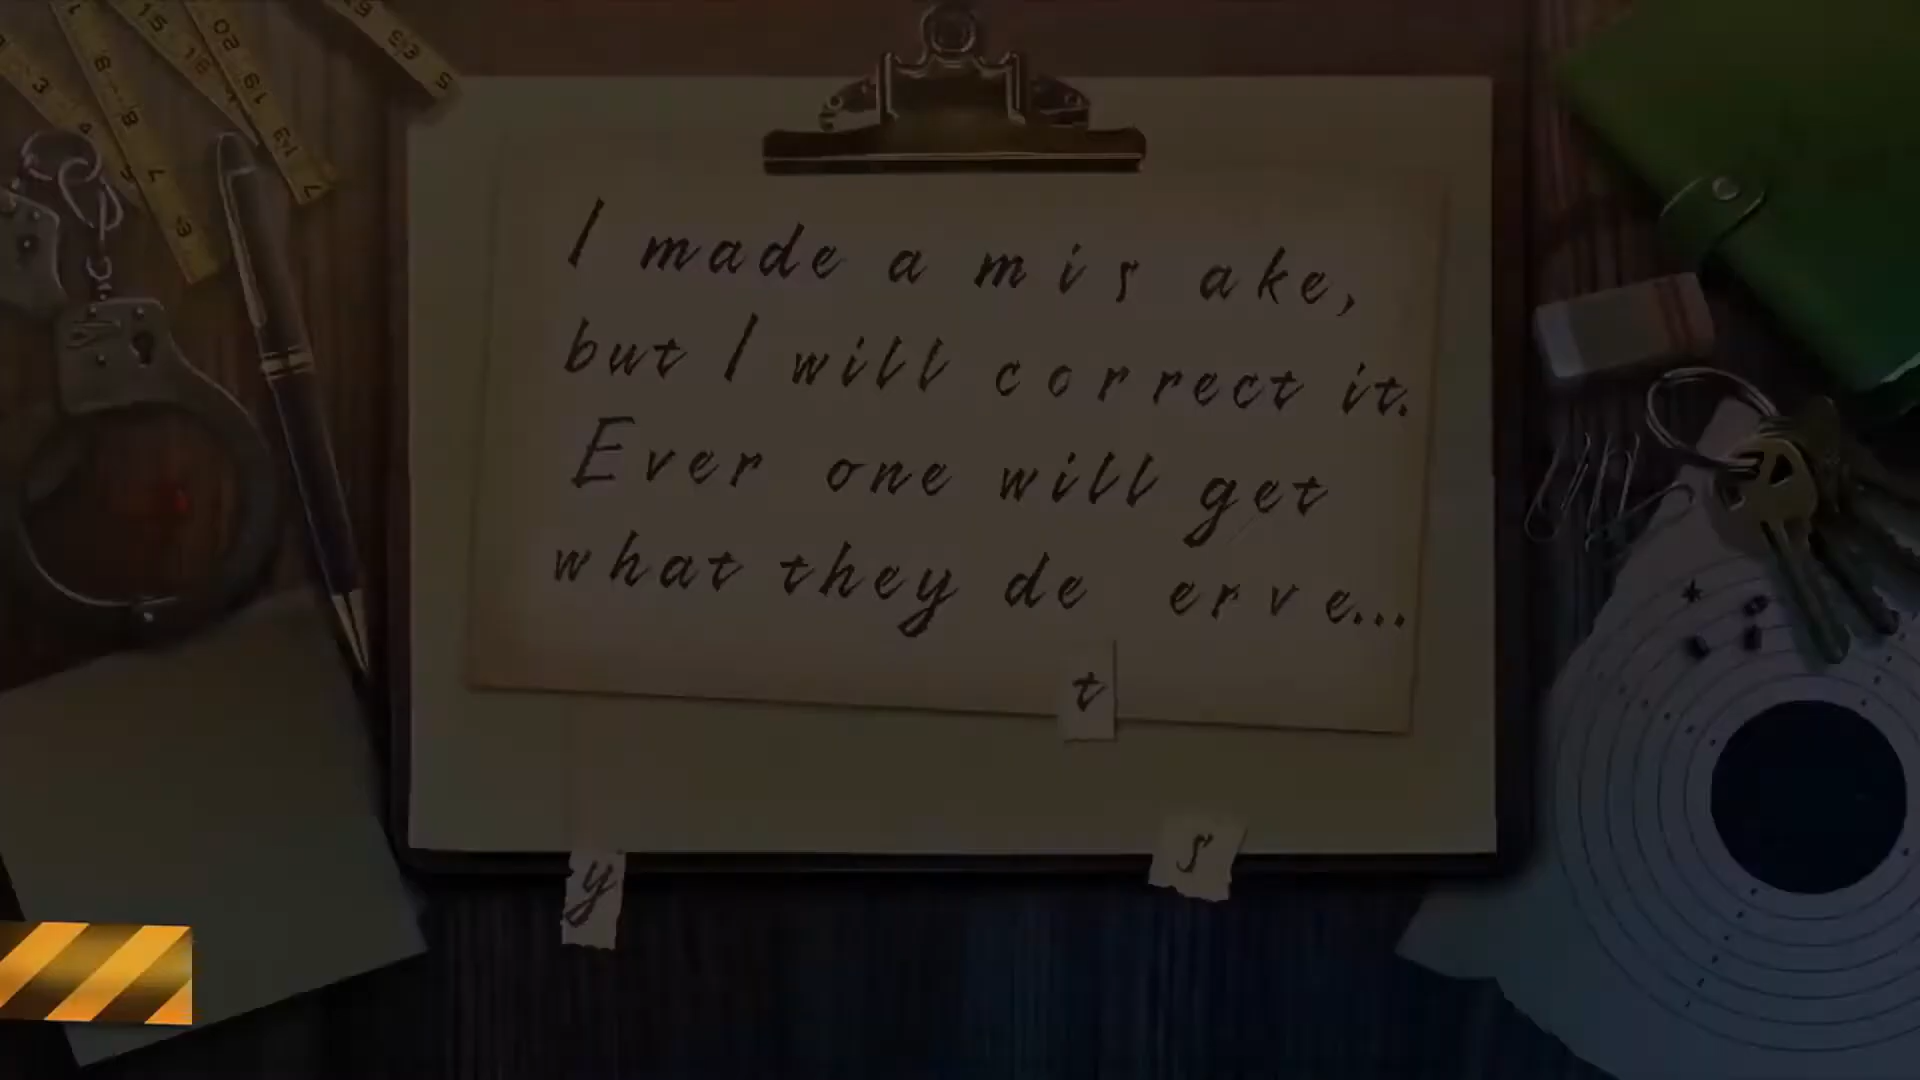 I made a mis ake,
but I will correct it.
Ever one will get
what they de erve...
t
s
y